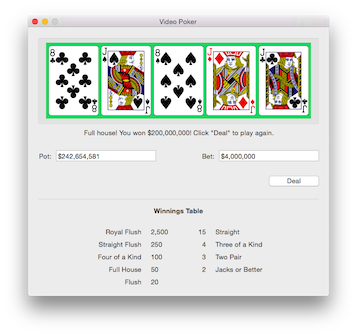 Video Poker
8 J 8 J J
Full house! You won $200,000,000! Click "Deal" to play again.
Pot: $242,654,581 Bet: $4,000,000
Deal
Winnings Table
Royal Flush 2,500 15 Straight
Straight Flush 250 4 Three of a Kind
Four of a Kind 100 3 Two Pair
Full House 50 2 Jacks or Better
Flush 20